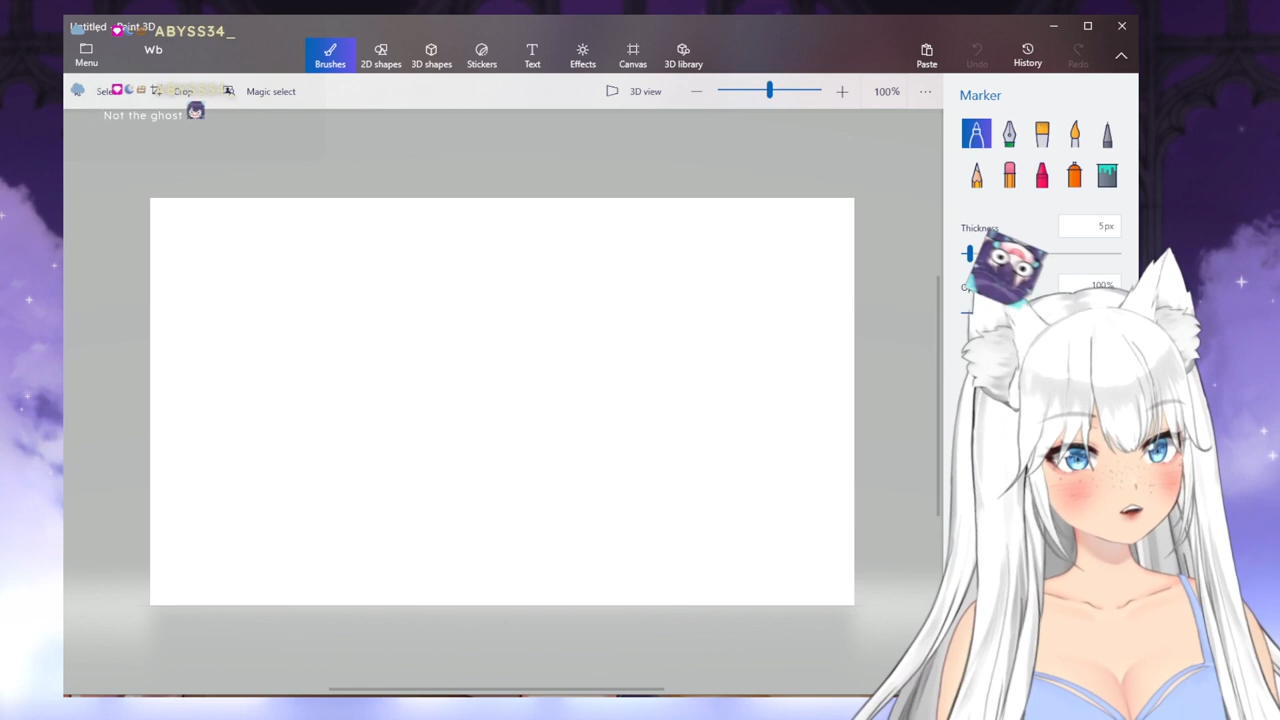 Untitled - Paint 3D
ABYSS34_
Wb
Menu
Brushes
2D shapes
3D shapes
Stickers
Text
Effects
Canvas
3D library
Paste
Undo
History
Redo
Crop
Magic select
3D view
100%
Not the ghost
Marker
Thickness
5px
100%